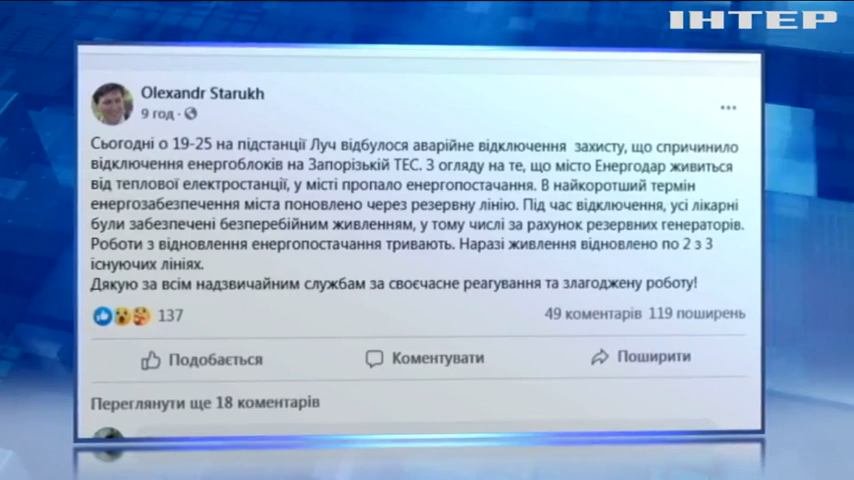 ІНТЕР
Olexandr Starukh
9 год ·
Сьогодні о 19-25 на підстанції Луч відбулося аварійне відключення захисту, що спричинило
відключення енергоблоків на Запорізькій ТЕС. З огляду на те, що місто Енергодар живиться
від теплової електростанції, у місті пропало енергопостачання. В найкоротший термін
енергозабезпечення міста поновлено через резервну лінію. Під час відключення, усі лікарні
були забезпечені безперебійним живленням, у тому числі за рахунок резервних генераторів.
Роботи з відновлення енергопостачання тривають. Наразі живлення відновлено по 2 з 3
існуючих лініях.
Дякую за всім надзвичайним службам за своєчасне реагування та злагоджену роботу!
137 49 коментарів 119 поширень
Подобається Коментувати Поширити
Переглянути ще 18 коментарів